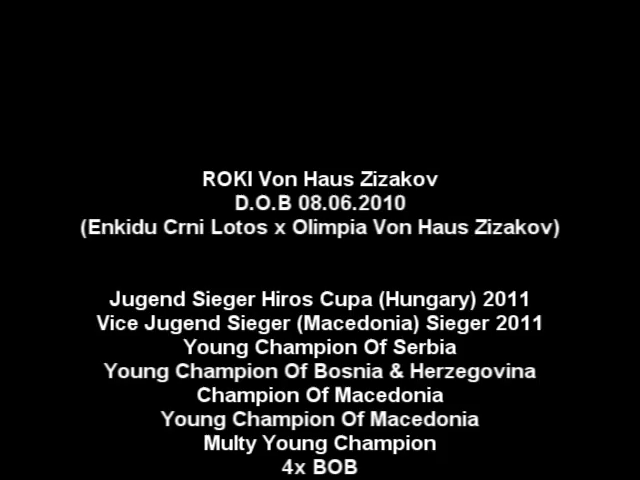 ROKI Von Haus Zizakov
D.O.B 08.06.2010
(Enkidu Crni Lotos x Olimpia Von Haus Zizakov)
Jugend Sieger Hiros Cupa (Hungary) 2011
Vice Jugend Sieger (Macedonia) Sieger 2011
Young Champion Of Serbia
Young Champion Of Bosnia & Herzegovina
Champion Of Macedonia
Young Champion Of Macedonia
Multy Young Champion
4x BOB